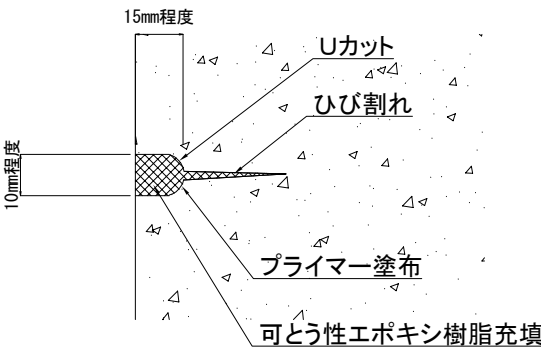 15mm程度
Uカット
ひび割れ
10mm程度
プライマー塗布
可とう性エポキシ樹脂充填